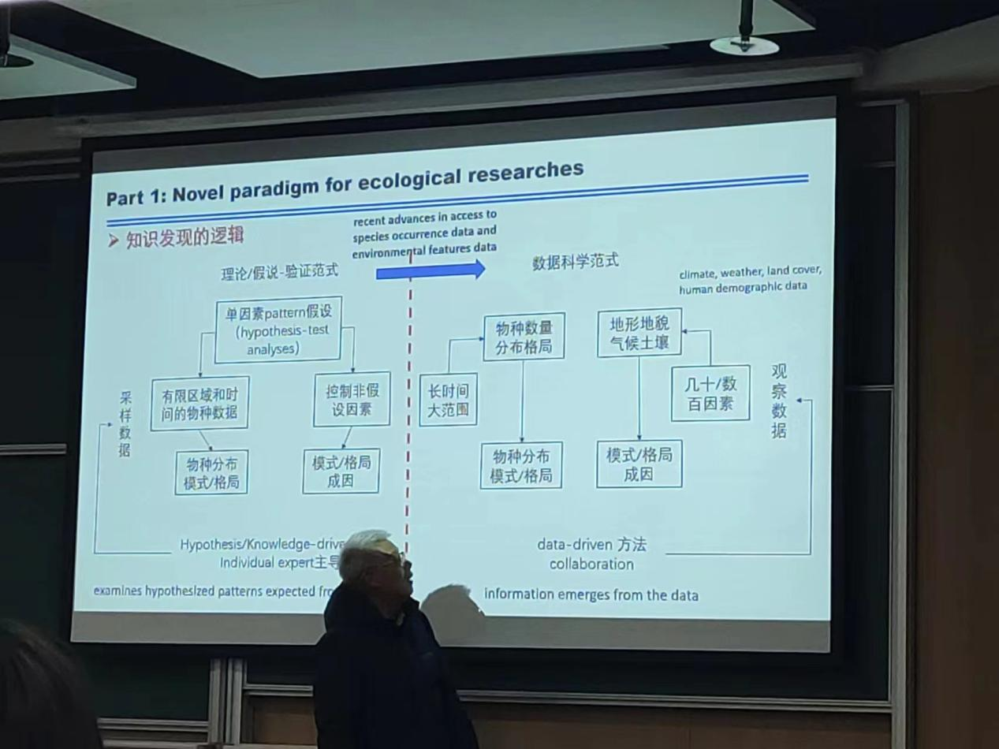 Part 1: Novel paradigm for ecological researches
知识发现的逻辑
recent advances in access to
species occurrence data and
environmental features data
理论/假说-验证范式
数据科学范式
climate, weather, land cover,
human demographic data
单因素pattern假设
(hypothesis-test
analyses)
有限区域和时
间的物种数据
控制非假
设因素
采样数据
物种分布
模式/格局
模式/格局
成因
物种数量
分布格局
地形地貌
气候土壤
长时间
大范围
几十/数
百因素
观察数据
物种分布
模式/格局
模式/格局
成因
Hypothesis/Knowledge-drive
Individual expert主导
examines hypothesized patterns expected
data-driven 方法
collaboration
information emerges from the data